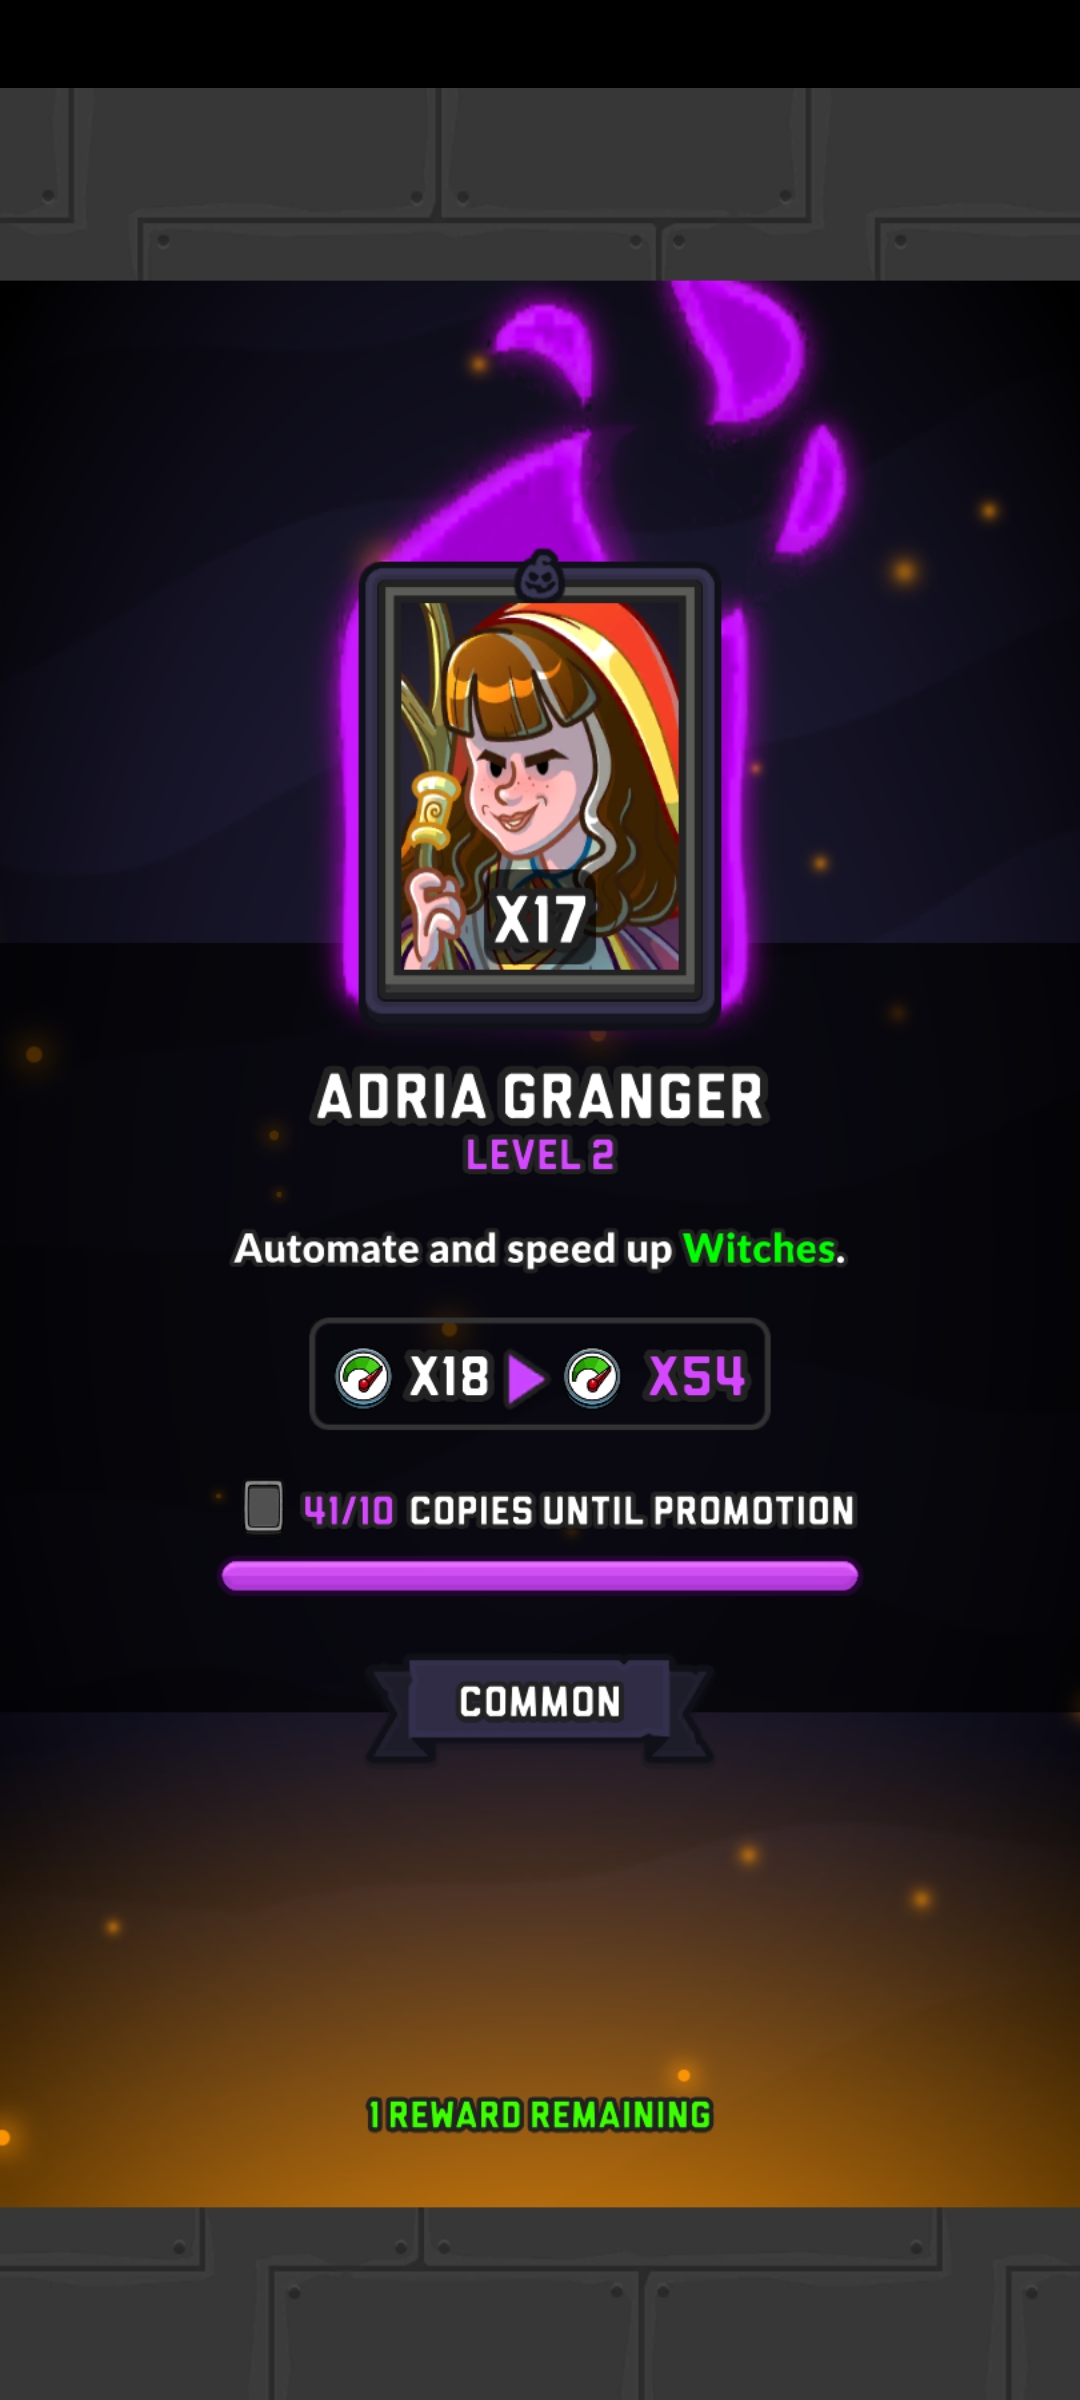 X17
ADRIA GRANGER
LEVEL 2
Automate and speed up Witches.
X18 X54
41/10 COPIES UNTIL PROMOTION
COMMON
1 REWARD REMAINING